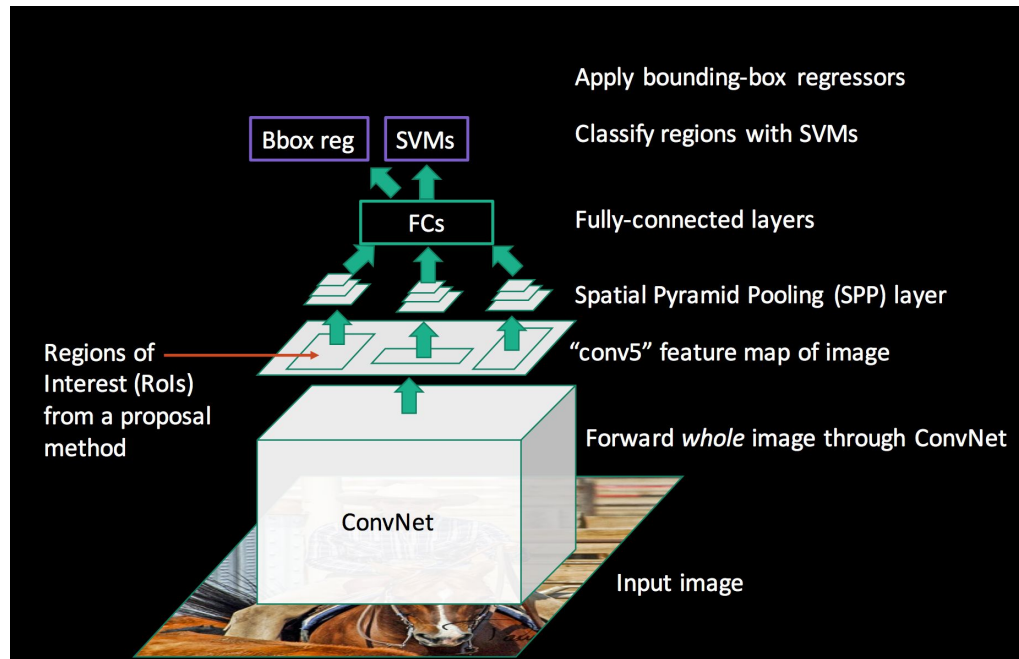 Apply bounding-box regressors
Bbox reg
SVMs
Classify regions with SVMs
FCs
Fully-connected layers
Spatial Pyramid Pooling (SPP) layer
Regions of
Interest (RoIs)
from a proposal
method
“conv5” feature map of image
Forward whole image through ConvNet
ConvNet
Input image